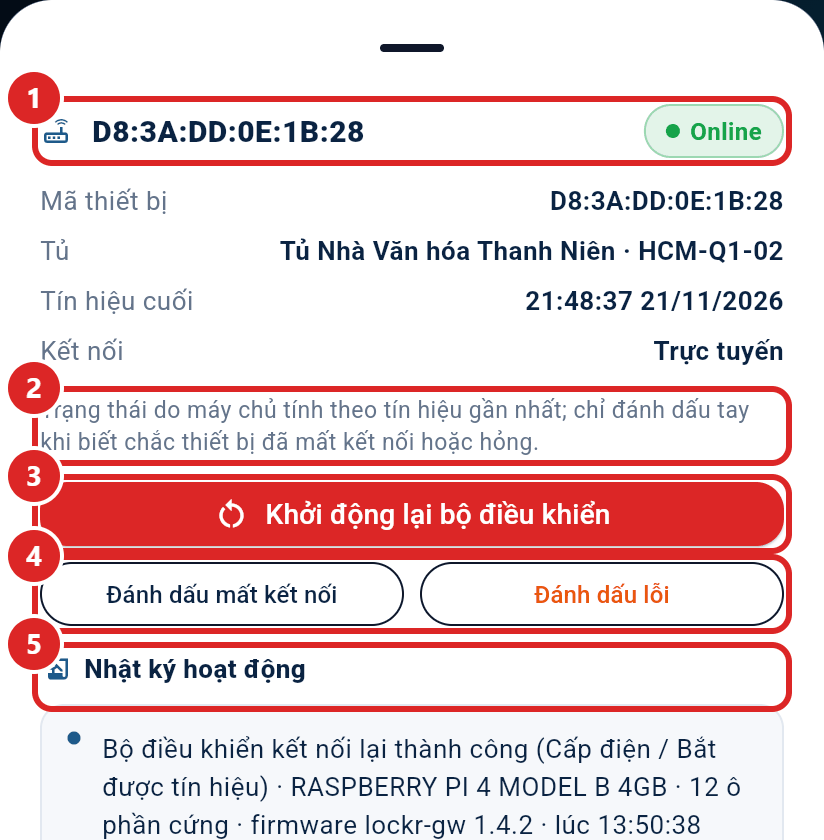 1
D8:3A:DD:0E:1B:28
Online
Mã thiết bị D8:3A:DD:0E:1B:28
Tủ Tủ Nhà Văn hóa Thanh Niên · HCM-Q1-02
Tín hiệu cuối 21:48:37 21/11/2026
Kết nối Trực tuyến
2
Trạng thái do máy chủ tính theo tín hiệu gần nhất; chỉ đánh dấu tay
khi biết chắc thiết bị đã mất kết nối hoặc hỏng.
3
Khởi động lại bộ điều khiển
4
Đánh dấu mất kết nối
Đánh dấu lỗi
5
Nhật ký hoạt động
Bộ điều khiển kết nối lại thành công (Cấp điện / Bắt
được tín hiệu) · RASPBERRY PI 4 MODEL B 4GB · 12 ô
phần cứng · firmware lockr-gw 1.4.2 · lúc 13:50:38